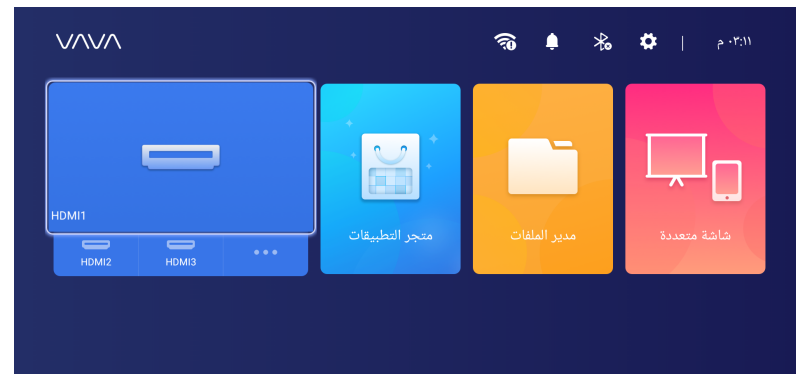 VAVA
٠٣:١١ م
HDMI1
HDMI2
HDMI3
متجر التطبيقات
مدير الملفات
شاشة متعددة